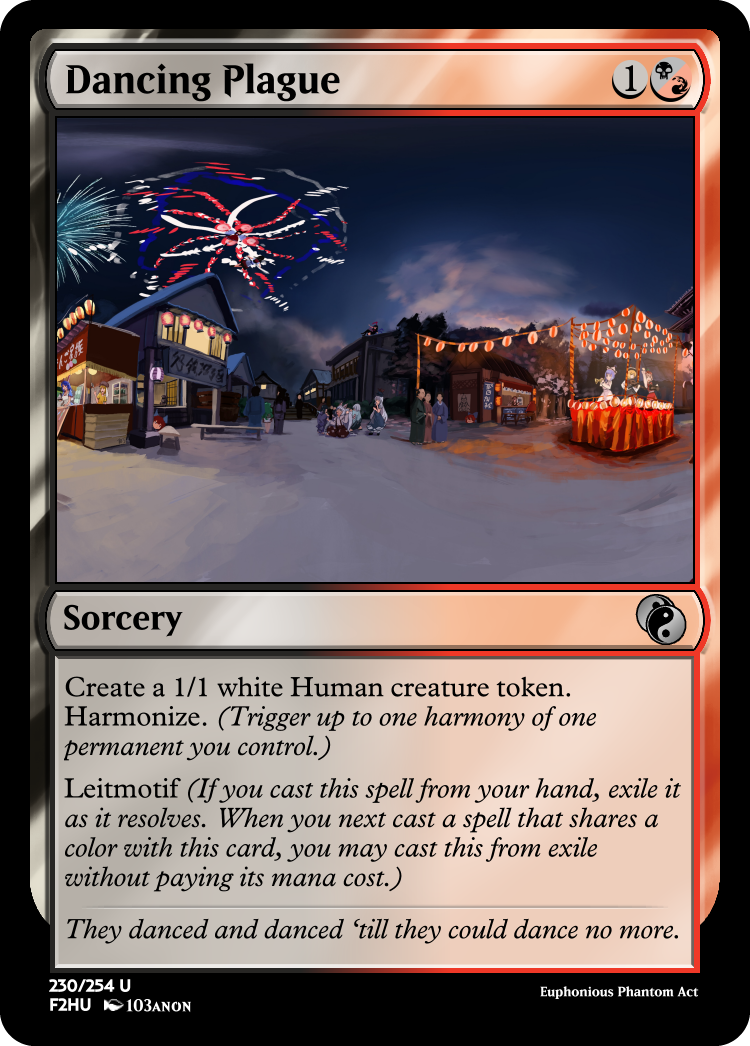 Dancing Plague
1
Sorcery
Create a 1/1 white Human creature token.
Harmonize. (Trigger up to one harmony of one
permanent you control.)
Leitmotif (If you cast this spell from your hand, exile it
as it resolves. When you next cast a spell that shares a
color with this card, you may cast this from exile
without paying its mana cost.)
They danced and danced ‘till they could dance no more.
230/254 U
F2HU 103ANON
Euphonious Phantom Act